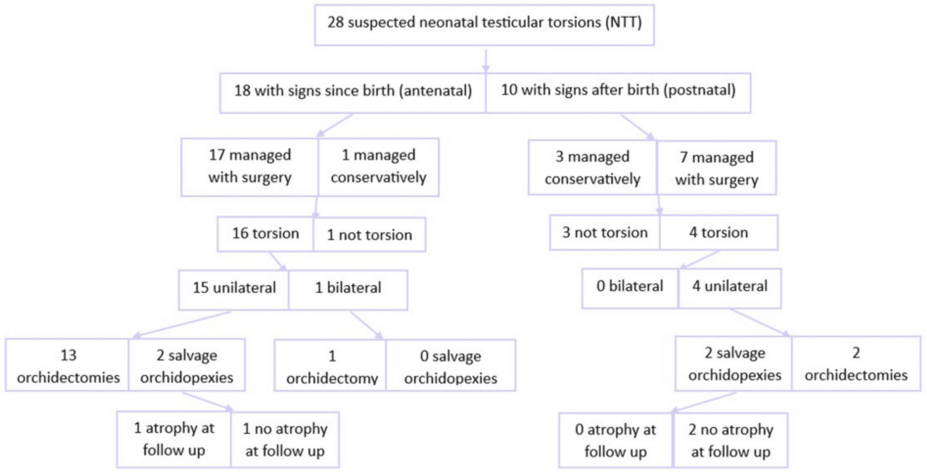 28 suspected neonatal testicular torsions (NTT)
18 with signs since birth (antenatal)
10 with signs after birth (postnatal)
17 managed
with surgery
1 managed
conservatively
3 managed
conservatively
7 managed
with surgery
16 torsion
1 not torsion
3 not torsion
4 torsion
15 unilateral
1 bilateral
0 bilateral
4 unilateral
13
orchidectomies
2 salvage
orchidopexies
1
orchidectomy
0 salvage
orchidopexies
2 salvage
orchidopexies
2
orchidectomies
1 atrophy at
follow up
1 no atrophy
at follow up
0 atrophy at
follow up
2 no atrophy
at follow up